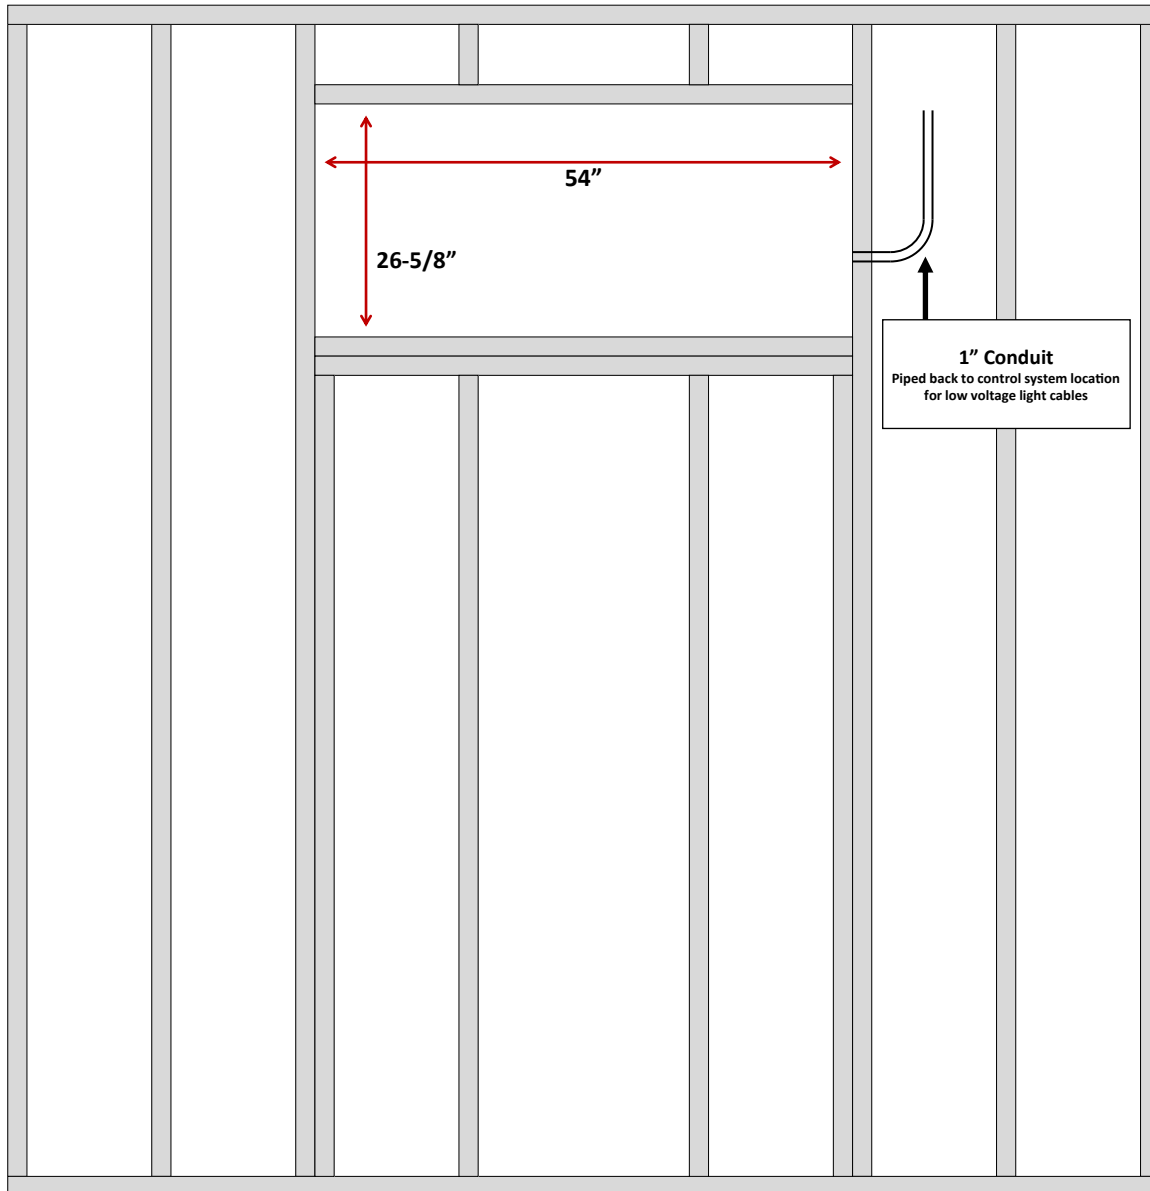 54”
26-5/8”
1” Conduit
Piped back to control system location
for low voltage light cables